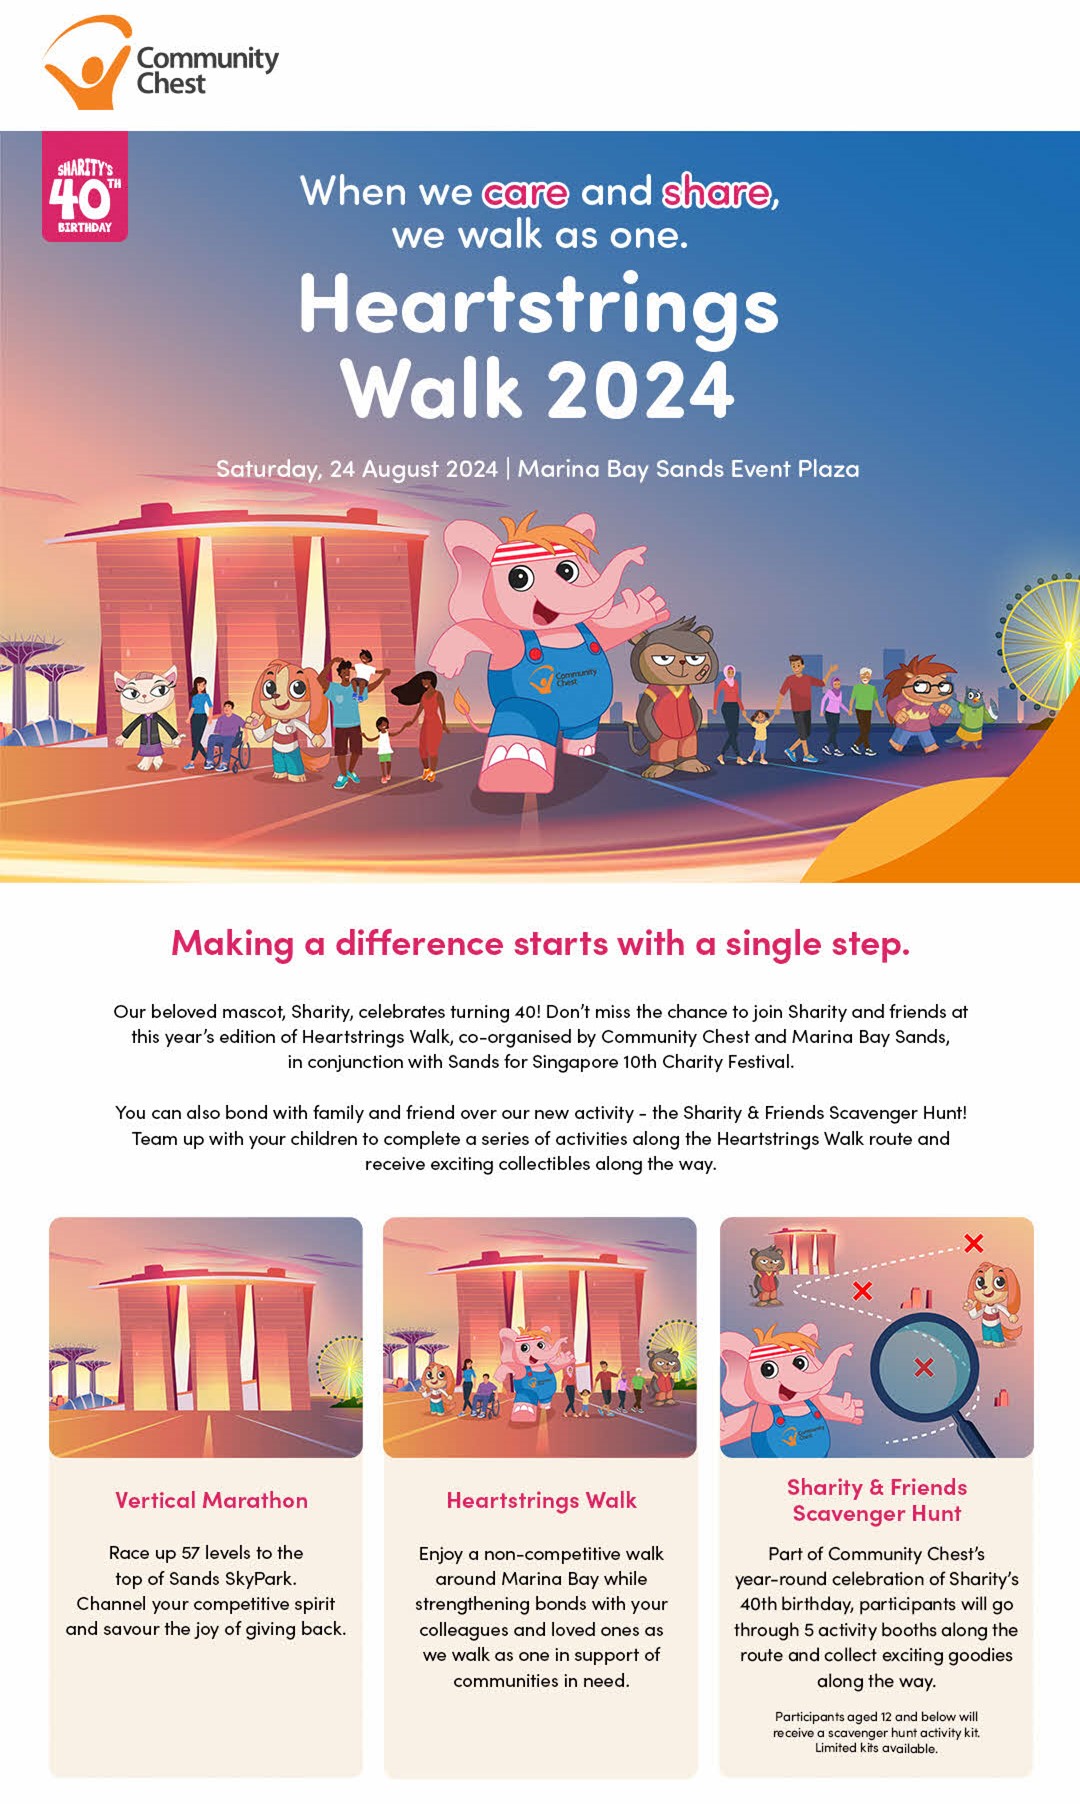 Community
Chest
SHARITY'S
40TH
BIRTHDAY
When we care and share,
we walk as one.
Heartstrings
Walk 2024
Saturday, 24 August 2024 | Marina Bay Sands Event Plaza
Community
Chest
Making a difference starts with a single step.
Our beloved mascot, Sharity, celebrates turning 40! Don't miss the chance to join Sharity and friends at
this year's edition of Heartstrings Walk, co-organised by Community Chest and Marina Bay Sands,
in conjunction with Sands for Singapore 10th Charity Festival.
You can also bond with family and friend over our new activity - the Sharity & Friends Scavenger Hunt!
Team up with your children to complete a series of activities along the Heartstrings Walk route and
receive exciting collectibles along the way.
Community
Chest
Vertical Marathon
Race up 57 levels to the
top of Sands SkyPark.
Channel your competitive spirit
and savour the joy of giving back.
Heartstrings Walk
Enjoy a non-competitive walk
around Marina Bay while
strengthening bonds with your
colleagues and loved ones as
we walk as one in support of
communities in need.
Sharity & Friends
Scavenger Hunt
Part of Community Chest's
year-round celebration of Sharity's
40th birthday, participants will go
through 5 activity booths along the
route and collect exciting goodies
along the way.
Participants aged 12 and below will
receive a scavenger hunt activity kit.
Limited kits available.